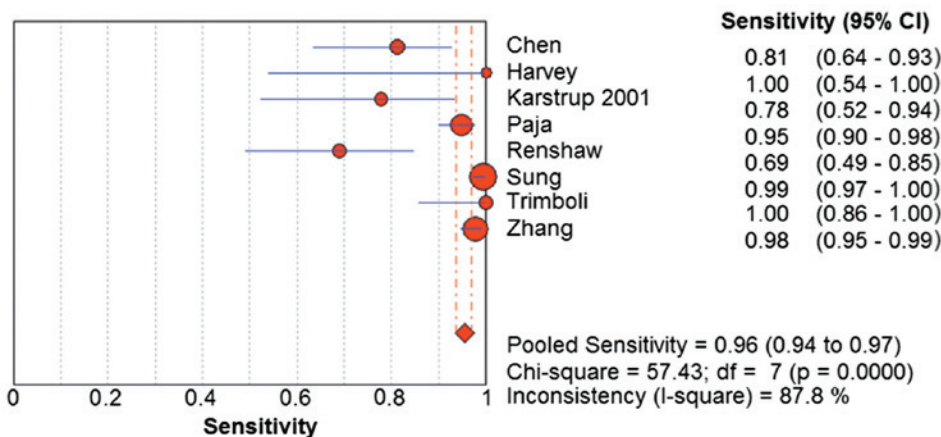 Sensitivity (95% CI)
Chen 0.81 (0.64 - 0.93)
Harvey 1.00 (0.54 - 1.00)
Karstrup 2001 0.78 (0.52 - 0.94)
Paja 0.95 (0.90 - 0.98)
Renshaw 0.69 (0.49 - 0.85)
Sung 0.99 (0.97 - 1.00)
Trimboli 1.00 (0.86 - 1.00)
Zhang 0.98 (0.95 - 0.99)
Pooled Sensitivity = 0.96 (0.94 to 0.97)
Chi-square = 57.43; df = 7 (p = 0.0000)
Inconsistency (I-square) = 87.8 %
0 0.2 0.4 0.6 0.8 1
Sensitivity